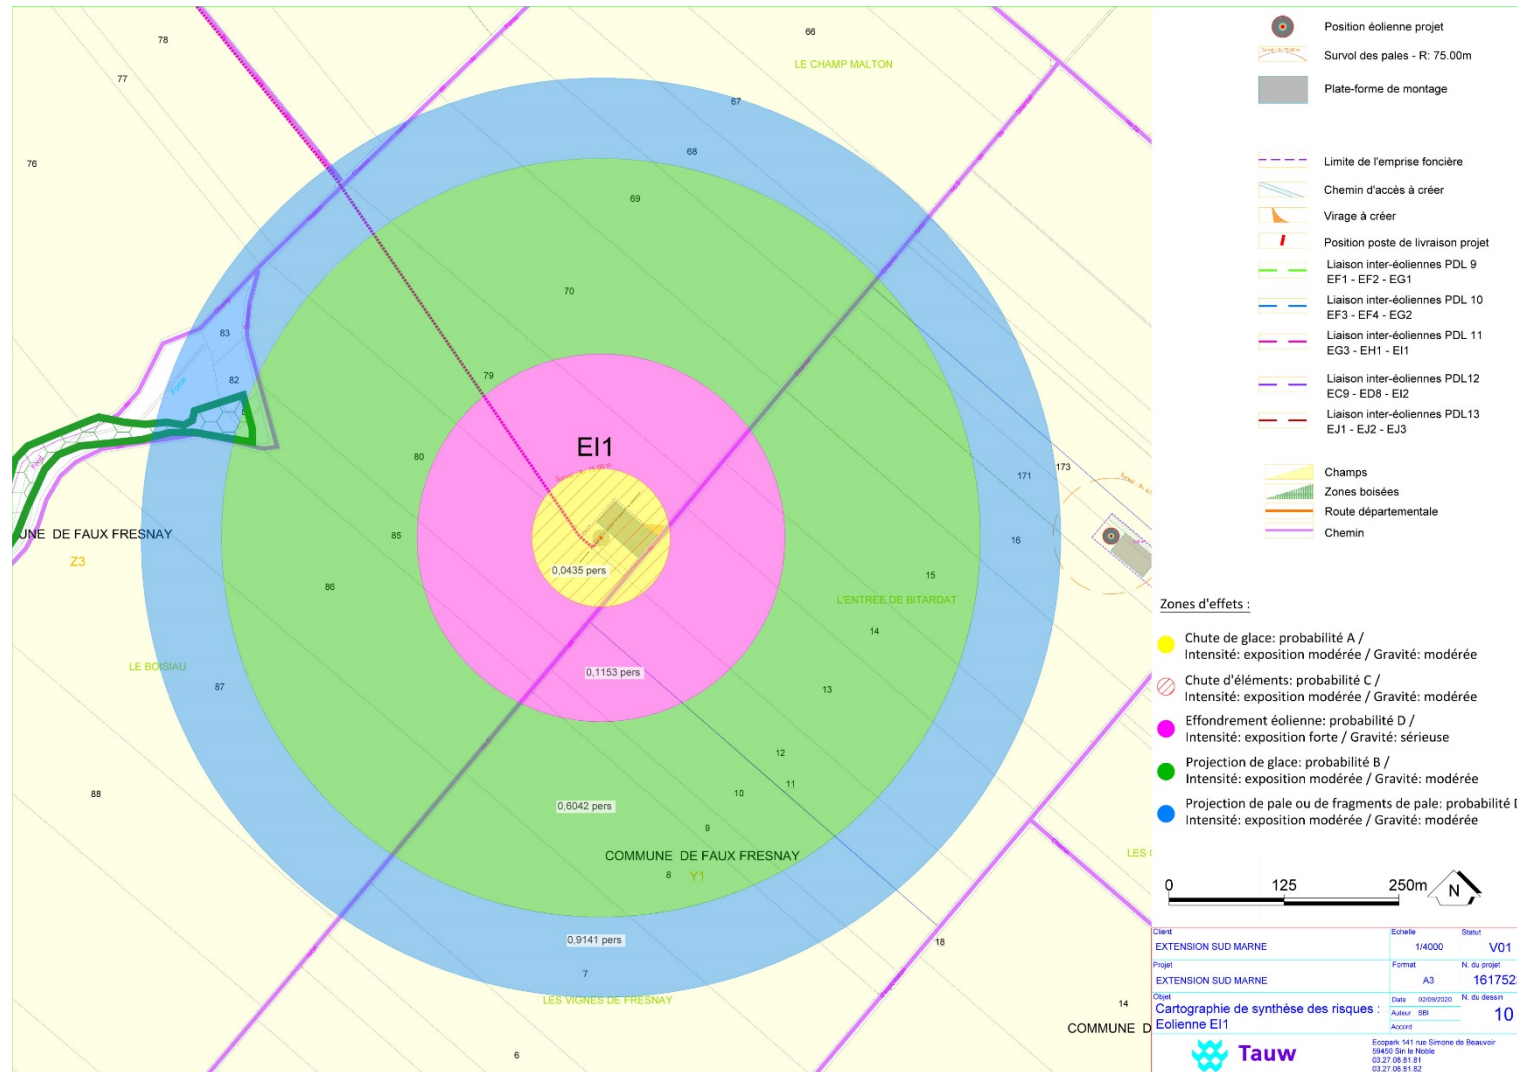 78
77
76
66
LE CHAMP MALTON
67
68
69
70
79
83
82
Forte
80
EI1
Survol - R: 75.00 m
85
86
0,0435 pers
UNE DE FAUX FRESNAY
Z3
171
173
16
15
L'ENTREE DE BITARDAT
14
LE BOISIAU
87
0,1153 pers
13
12
11
10
88
0,6042 pers
9
COMMUNE DE FAUX FRESNAY
8
Y1
LES
0,9141 pers
18
7
LES VIGNES DE FRESNAY
14
COMMUNE D
6
Position éolienne projet
Survol des pales - R: 75.00m
Plate-forme de montage
Limite de l'emprise foncière
Chemin d'accès à créer
Virage à créer
Position poste de livraison projet
Liaison inter-éoliennes PDL 9
EF1 - EF2 - EG1
Liaison inter-éoliennes PDL 10
EF3 - EF4 - EG2
Liaison inter-éoliennes PDL 11
EG3 - EH1 - EI1
Liaison inter-éoliennes PDL12
EC9 - ED8 - EI2
Liaison inter-éoliennes PDL13
EJ1 - EJ2 - EJ3
Champs
Zones boisées
Route départementale
Chemin
Zones d'effets :
Chute de glace: probabilité A /
Intensité: exposition modérée / Gravité: modérée
Chute d'éléments: probabilité C /
Intensité: exposition modérée / Gravité: modérée
Effondrement éolienne: probabilité D /
Intensité: exposition forte / Gravité: sérieuse
Projection de glace: probabilité B /
Intensité: exposition modérée / Gravité: modérée
Projection de pale ou de fragments de pale: probabilité D
Intensité: exposition modérée / Gravité: modérée
0 125 250m N
Client
EXTENSION SUD MARNE
Echelle
1/4000
Statut
V01
Projet
EXTENSION SUD MARNE
Format
A3
N. du projet
161752
Objet
Cartographie de synthèse des risques :
Eolienne EI1
Date 02/09/2020
Auteur SBI
Accord
N. du dessin
10
Tauw
Ecopark 141 rue Simone de Beauvoir
59450 Sin le Noble
03.27.08.81.81
03.27.08.81.82